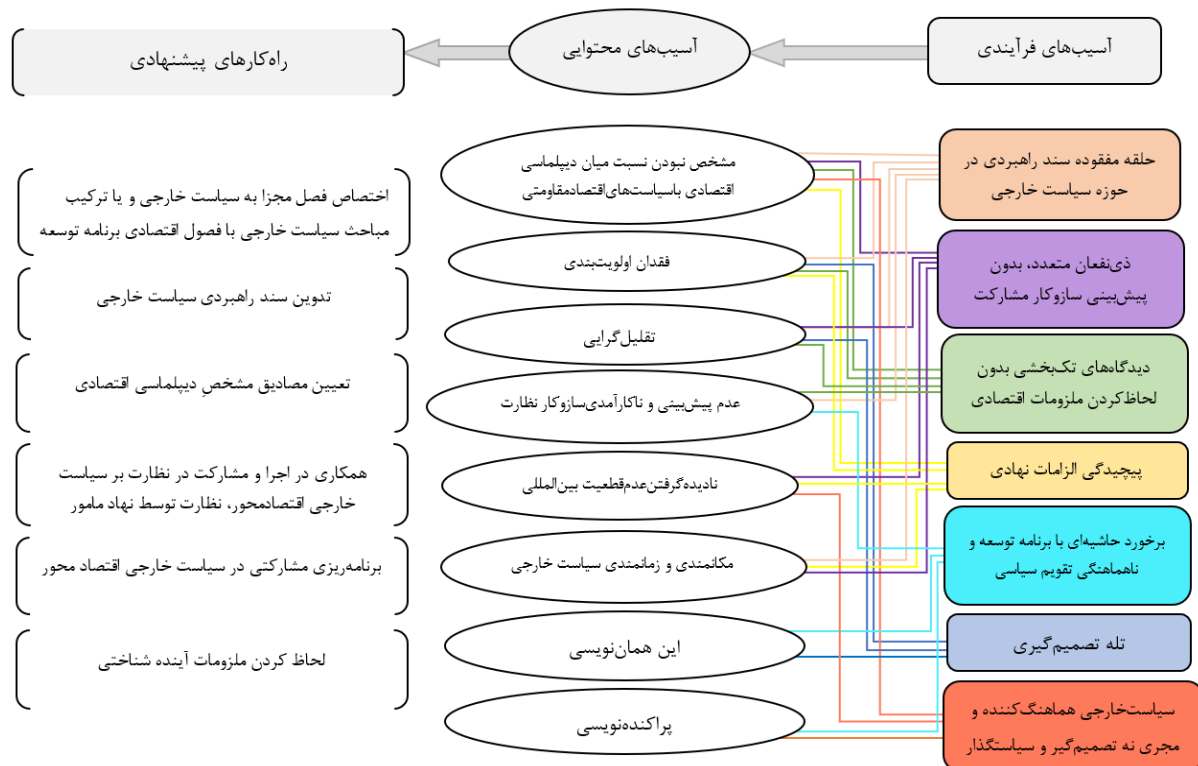 آسیب‌های فرآیندی
آسیب‌های محتوایی
راه‌کارهای پیشنهادی
حلقه مفقوده سند راهبردی در
حوزه سیاست خارجی
ذی‌نفعان متعدد، بدون
پیش‌بینی سازوکار مشارکت
دیدگاه‌های تک‌بخشی بدون
لحاظ‌کردن ملزومات اقتصادی
پیچیدگی الزامات نهادی
برخورد حاشیه‌ای با برنامه توسعه و
ناهماهنگی تقویم سیاسی
تله تصمیم‌گیری
سیاست‌خارجی هماهنگ‌کننده و
مجری نه تصمیم‌گیر و سیاستگذار
مشخص نبودن نسبت میان دیپلماسی
اقتصادی باسیاست‌های‌اقتصادمقاومتی
فقدان اولویت‌بندی
تقلیل‌گرایی
عدم پیش‌بینی و ناکارآمدی‌سازوکار نظارت
نادیده‌گرفتن‌عدم‌قطعیت بین‌المللی
مکانمندی و زمانمندی سیاست خارجی
این همان‌نویسی
پراکنده‌نویسی
اختصاص فصل مجزا به سیاست خارجی و یا ترکیب
مباحث سیاست خارجی با فصول اقتصادی برنامه توسعه
تدوین سند راهبردی سیاست خارجی
تعیین مصادیق مشخصِ دیپلماسی اقتصادی
همکاری در اجرا و مشارکت در نظارت بر سیاست
خارجی اقتصادمحور، نظارت توسط نهاد مامور
برنامه‌ریزی مشارکتی در سیاست خارجی اقتصاد محور
لحاظ کردن ملزومات آینده شناختی